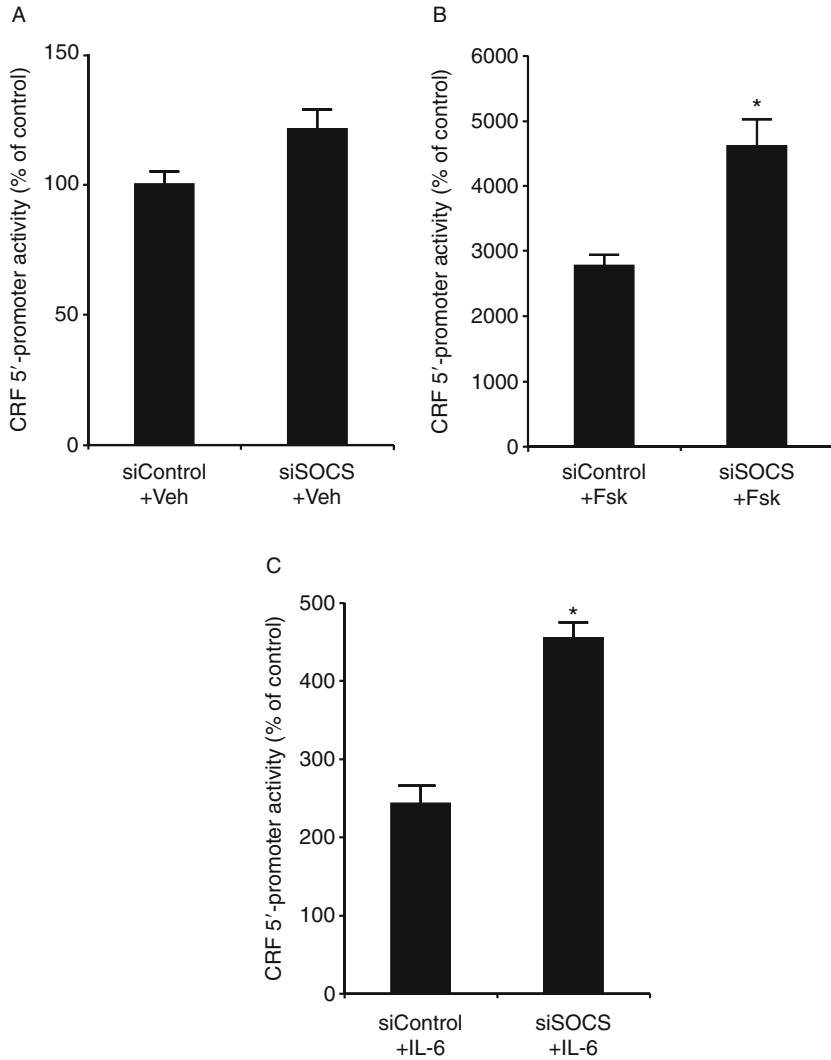 A
CRF 5′-promoter activity (% of control)
150
100
50
0
siControl
+Veh
siSOCS
+Veh
B
CRF 5′-promoter activity (% of control)
6000
5000
4000
3000
2000
1000
0
*
siControl
+Fsk
siSOCS
+Fsk
C
CRF 5′-promoter activity (% of control)
500
400
300
200
100
0
*
siControl
+IL-6
siSOCS
+IL-6